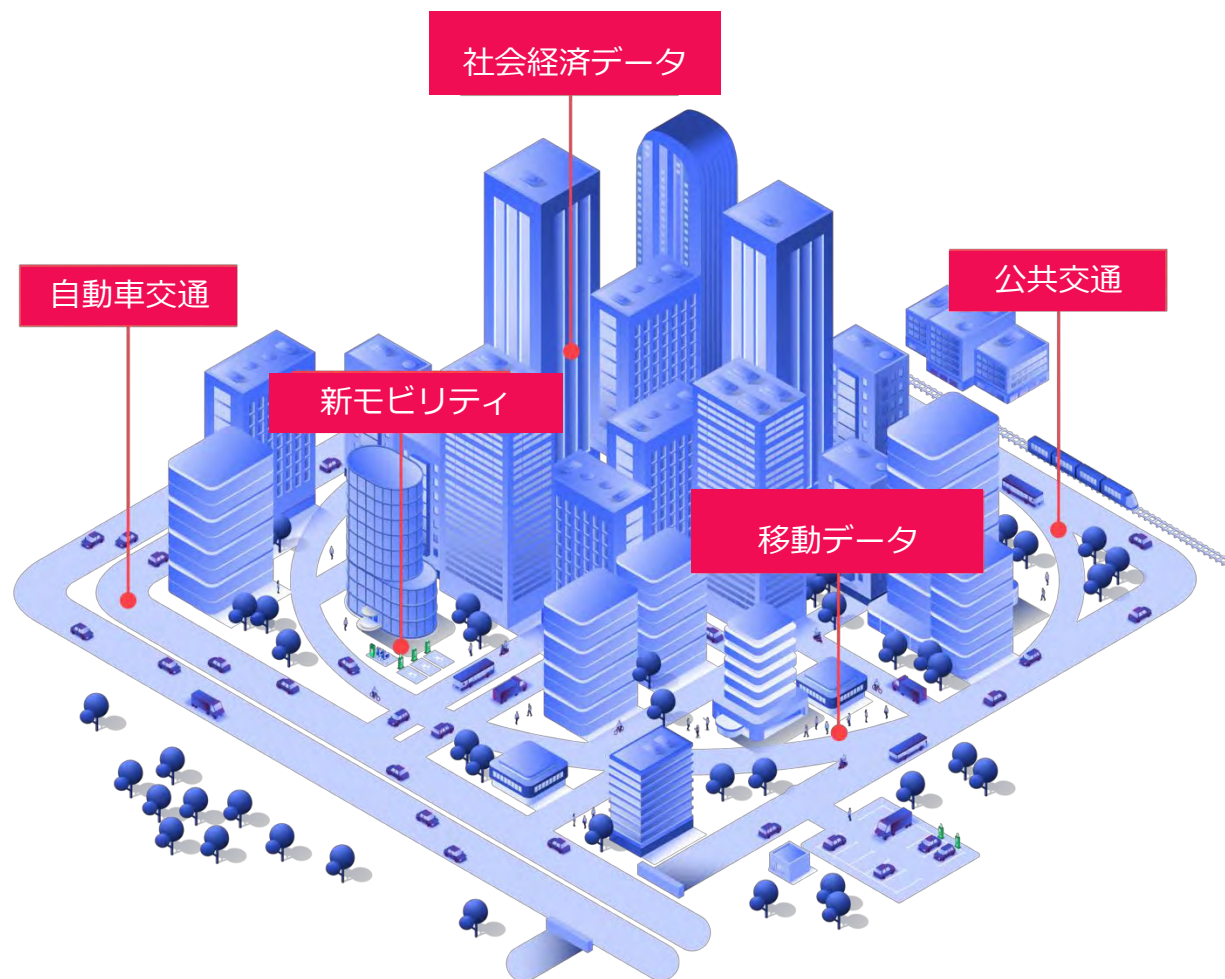 社会経済データ
自動車交通
公共交通
新モビリティ
移動データ